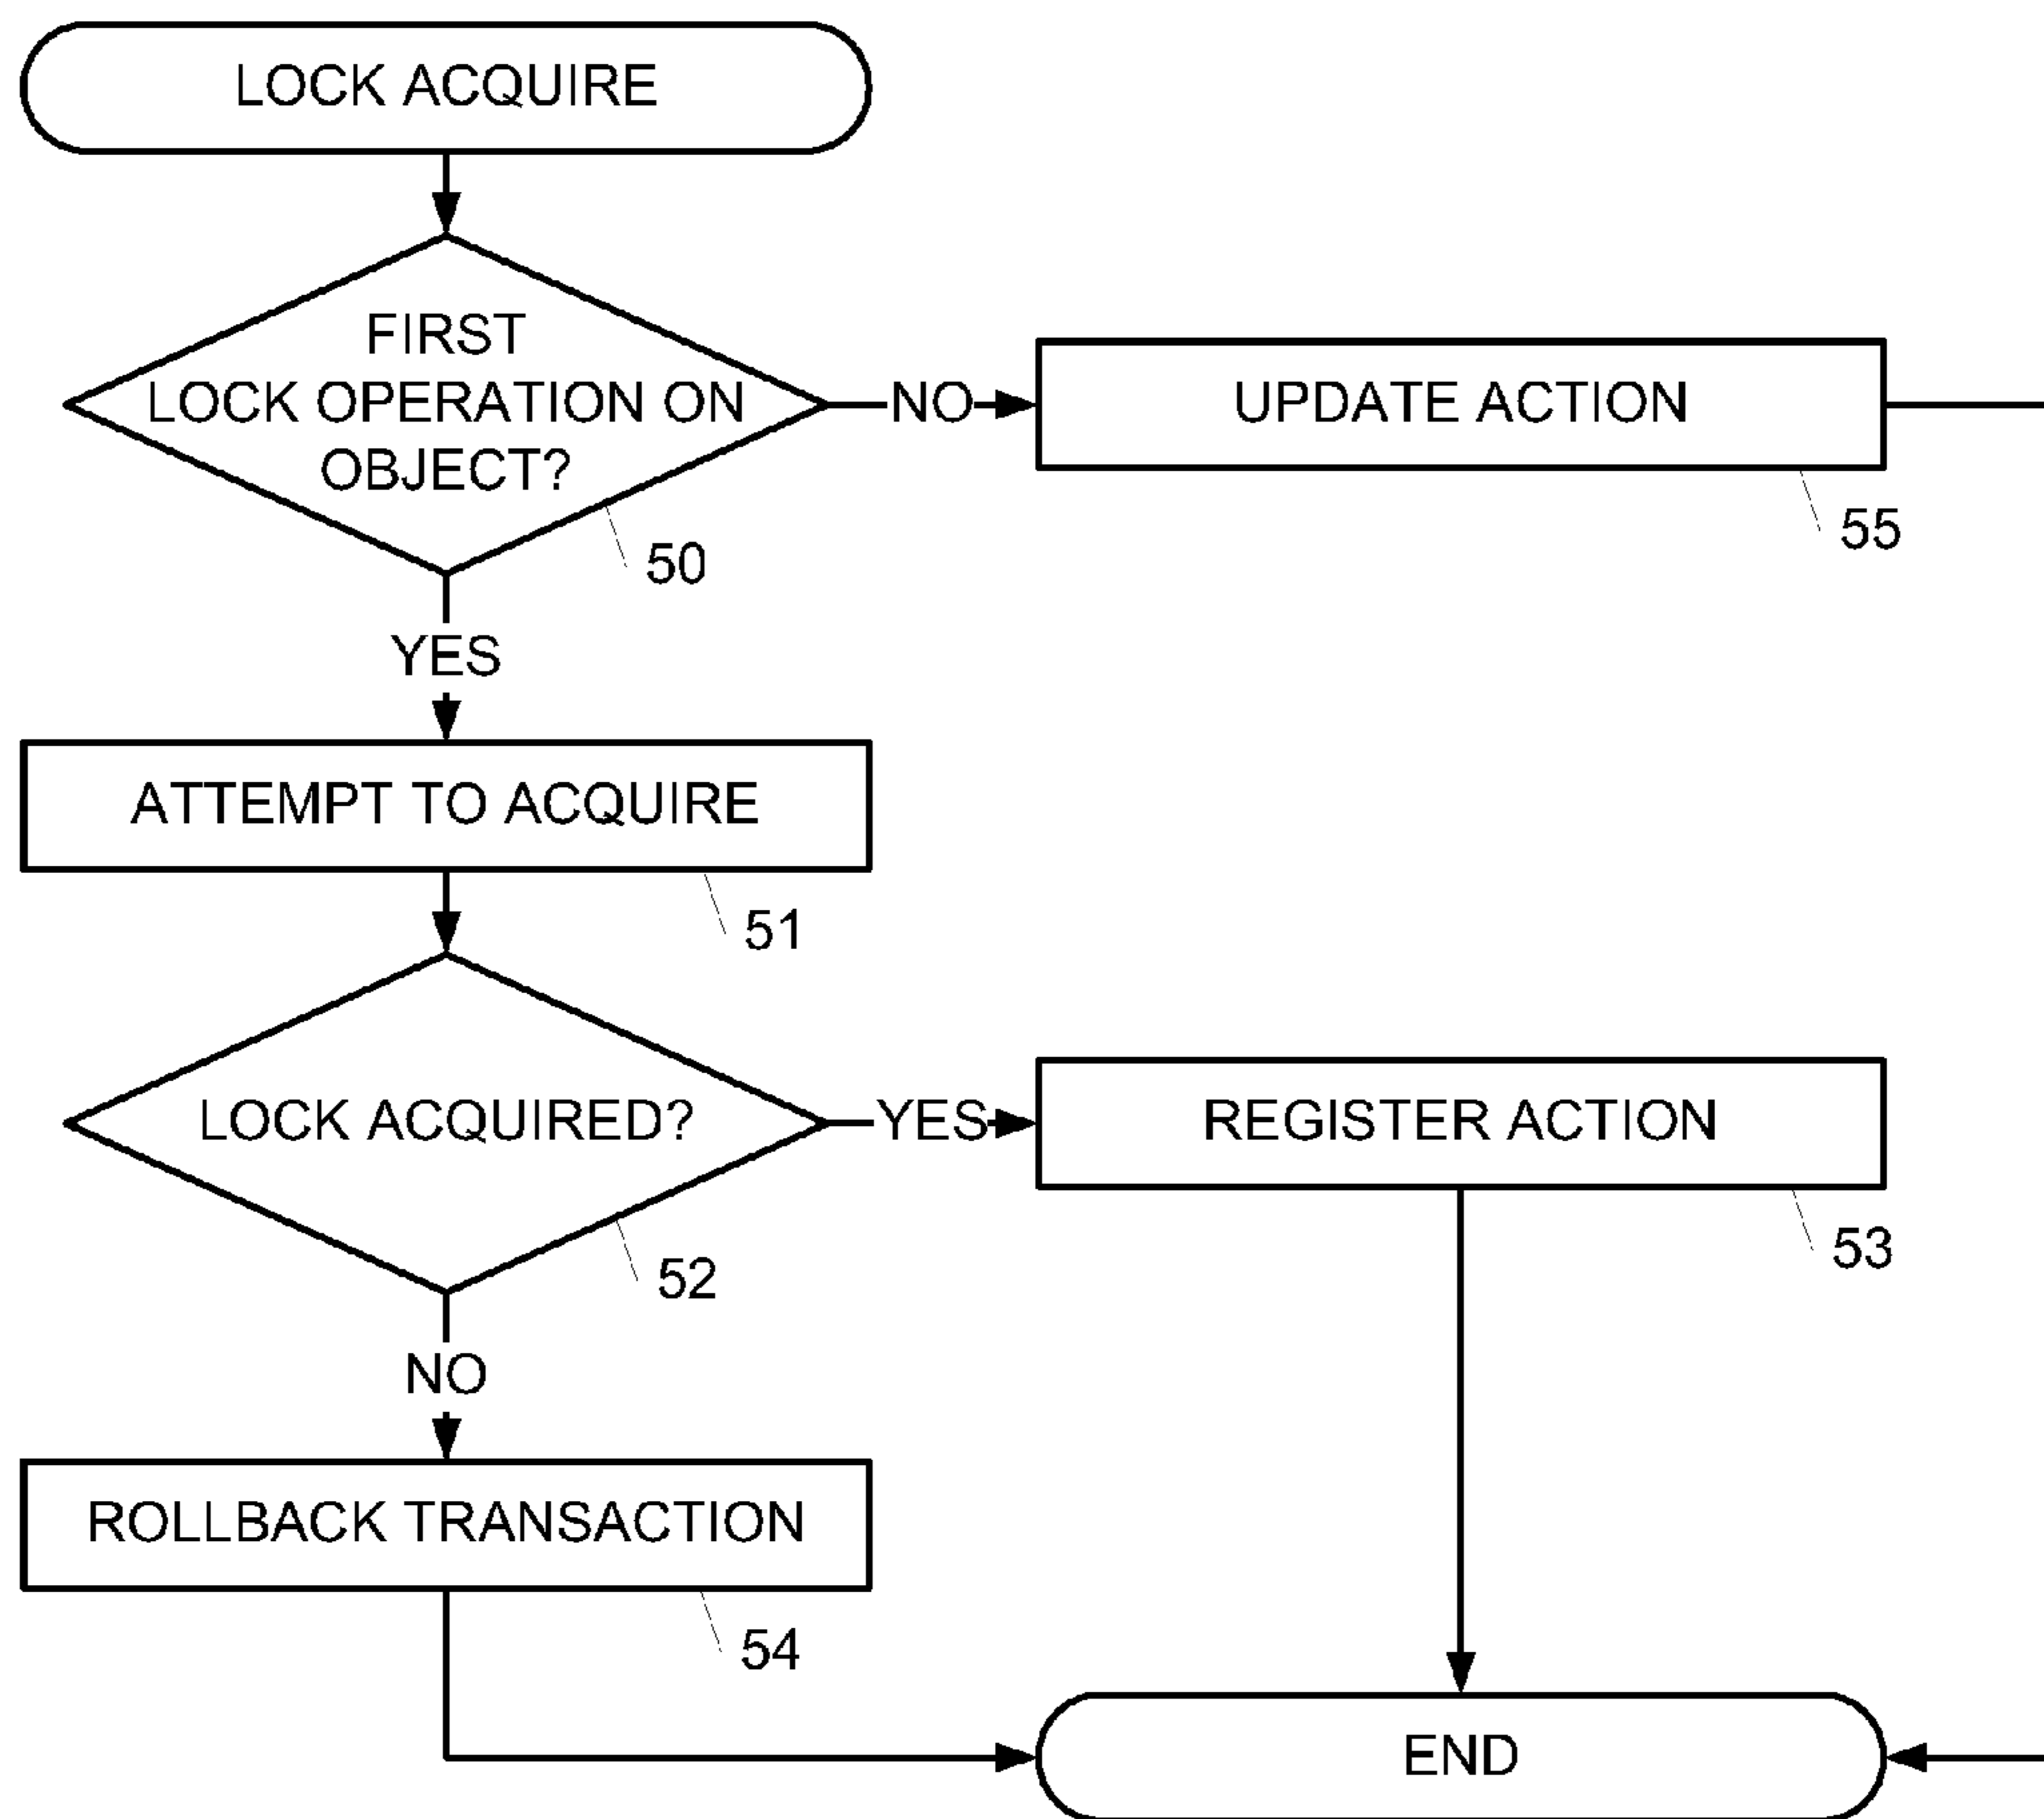 LOCK ACQUIRE
FIRST
LOCK OPERATION ON
OBJECT?
50
NO
UPDATE ACTION
55
YES
ATTEMPT TO ACQUIRE
51
LOCK ACQUIRED?
52
YES
REGISTER ACTION
53
NO
ROLLBACK TRANSACTION
54
END